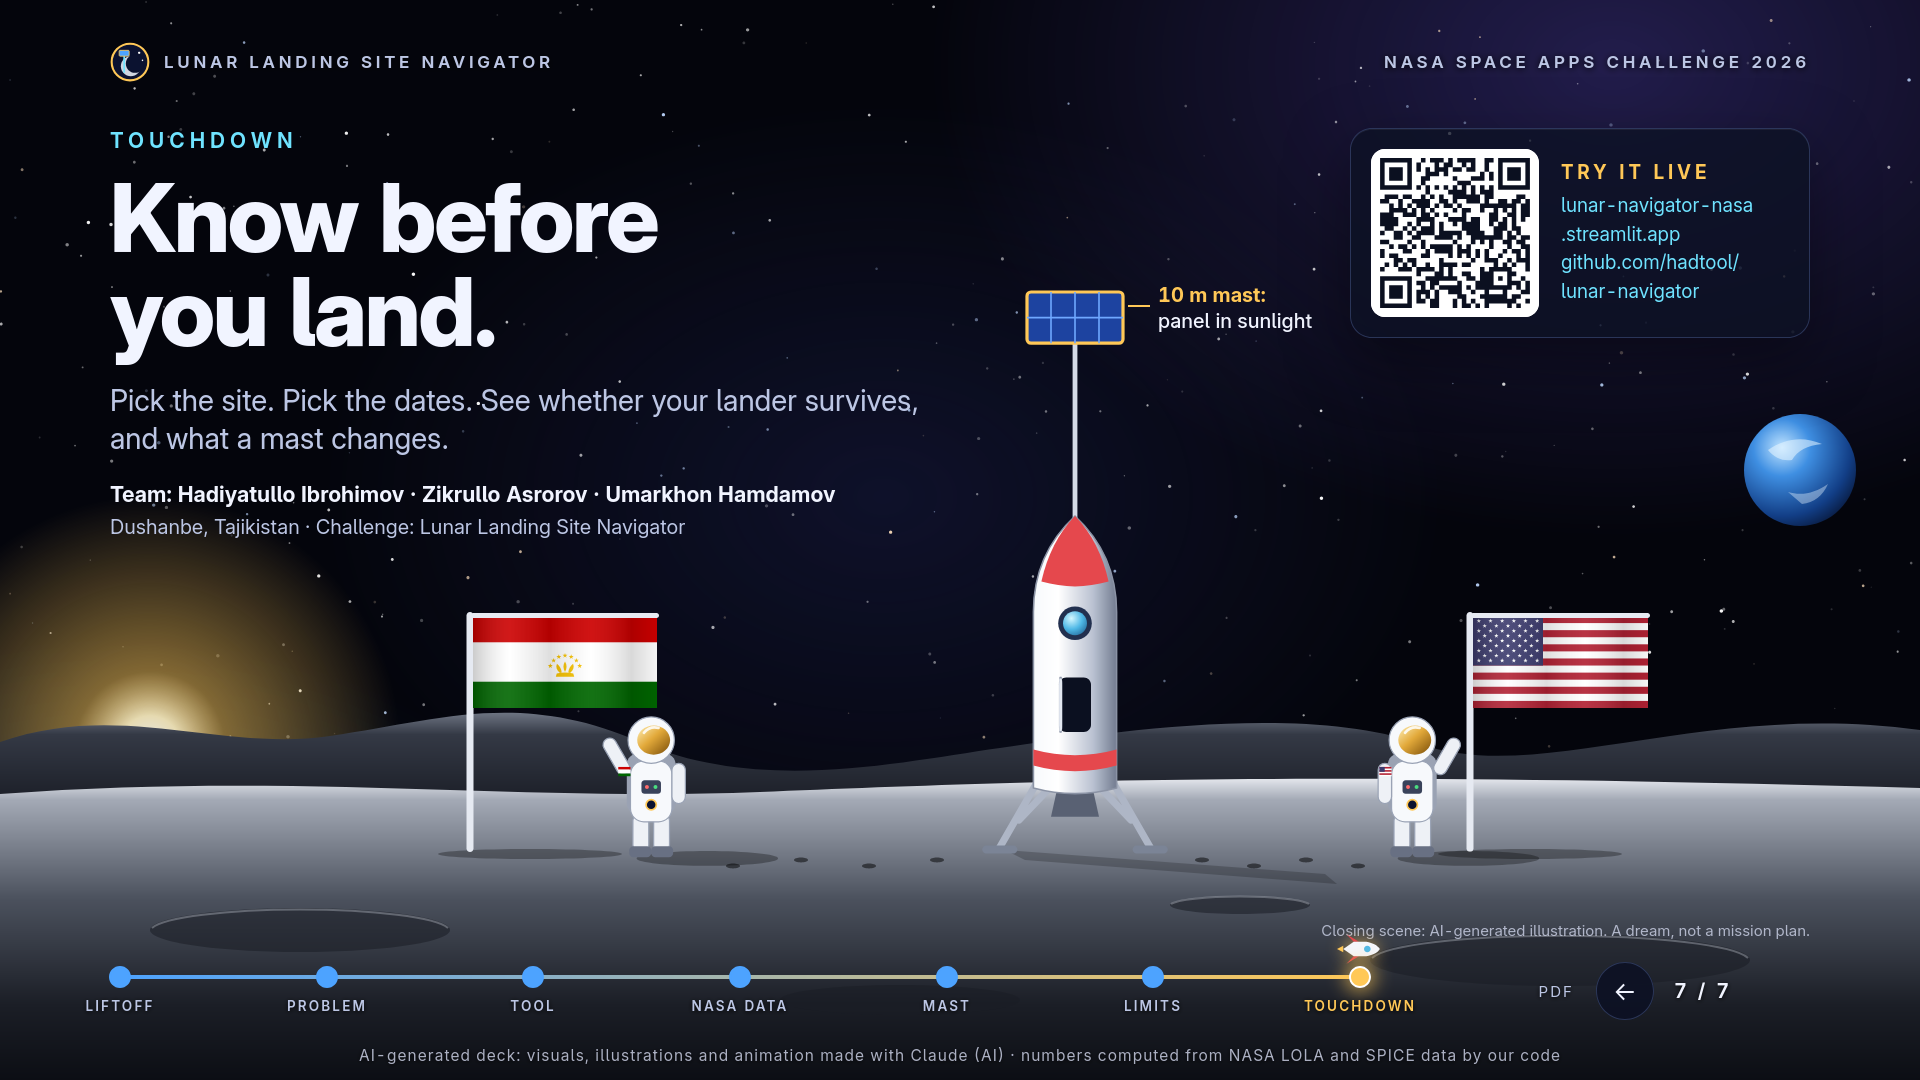 LUNAR LANDING SITE NAVIGATOR
NASA SPACE APPS CHALLENGE 2026
TOUCHDOWN
Know before
you land.
Pick the site. Pick the dates. See whether your lander survives,
and what a mast changes.
Team: Hadiyatullo Ibrohimov · Zikrullo Asrorov · Umarkhon Hamdamov
Dushanbe, Tajikistan · Challenge: Lunar Landing Site Navigator
TRY IT LIVE
lunar-navigator-nasa
.streamlit.app
github.com/hadtool/
lunar-navigator
10 m mast:
panel in sunlight
Closing scene: AI-generated illustration. A dream, not a mission plan.
LIFTOFF
PROBLEM
TOOL
NASA DATA
MAST
LIMITS
TOUCHDOWN
PDF
7 / 7
AI-generated deck: visuals, illustrations and animation made with Claude (AI) · numbers computed from NASA LOLA and SPICE data by our code